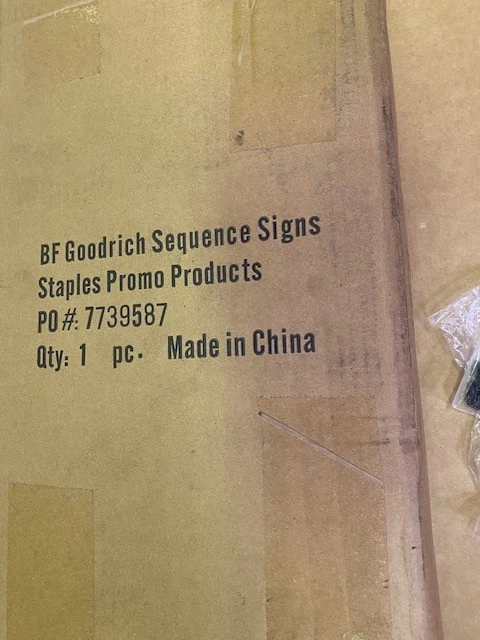 BF Goodrich Sequence Signs
Staples Promo Products
PO #: 7739587
Qty: 1 pc. Made in China